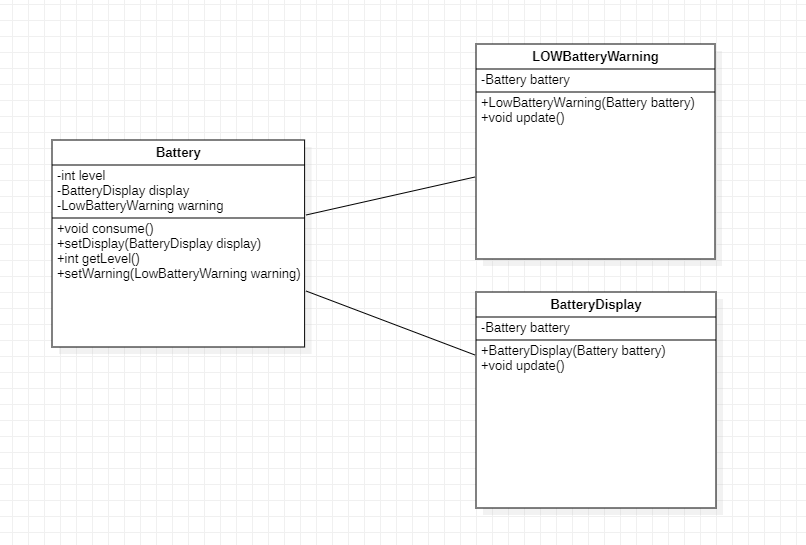 LOWBatteryWarning
-Battery battery
+LowBatteryWarning(Battery battery)
+void update()
Battery
-int level
-BatteryDisplay display
-LowBatteryWarning warning
+void consume()
+setDisplay(BatteryDisplay display)
+int getLevel()
+setWarning(LowBatteryWarning warning)
BatteryDisplay
-Battery battery
+BatteryDisplay(Battery battery)
+void update()